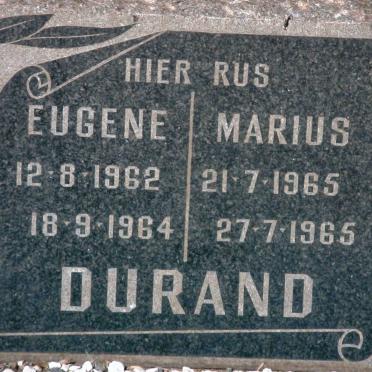 HIER RUS
EUGENE MARIUS
12-8-1962 21-7-1965
18-9-1964 27-7-1965
DURAND